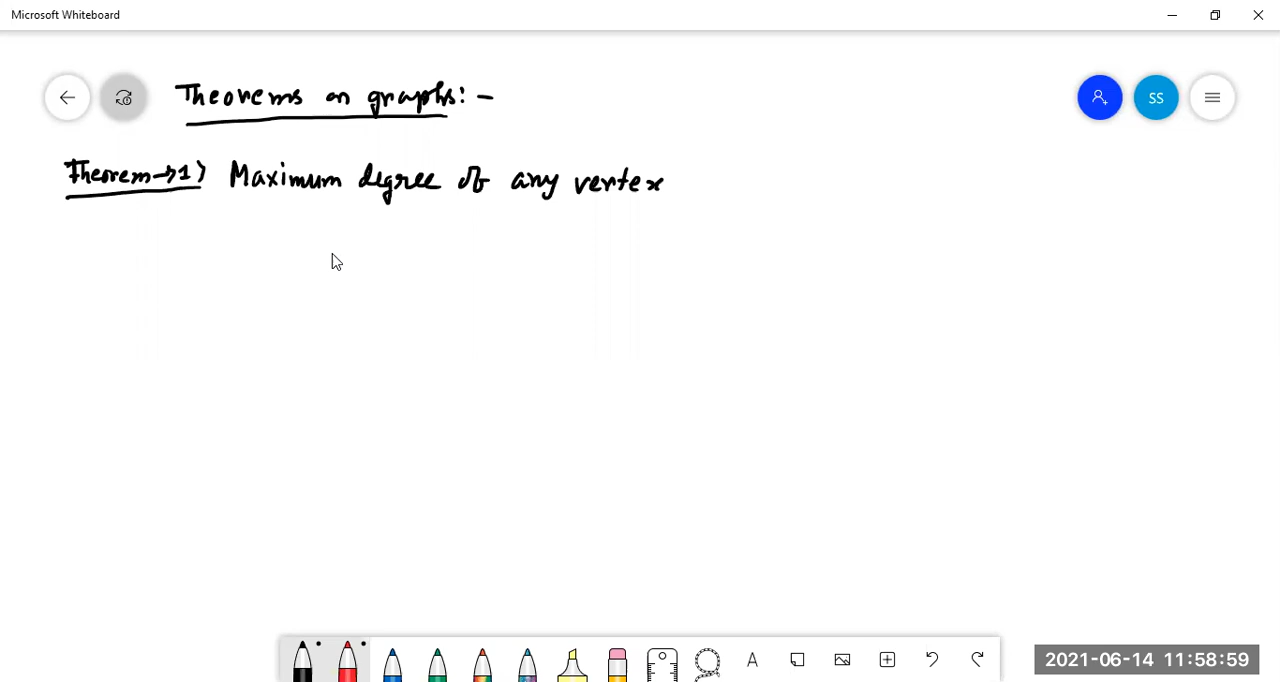 Microsoft Whiteboard
Theorems on graphs:-
SS
Theorem→1) Maximum degree of any vertex
A
2021-06-14 11:58:59